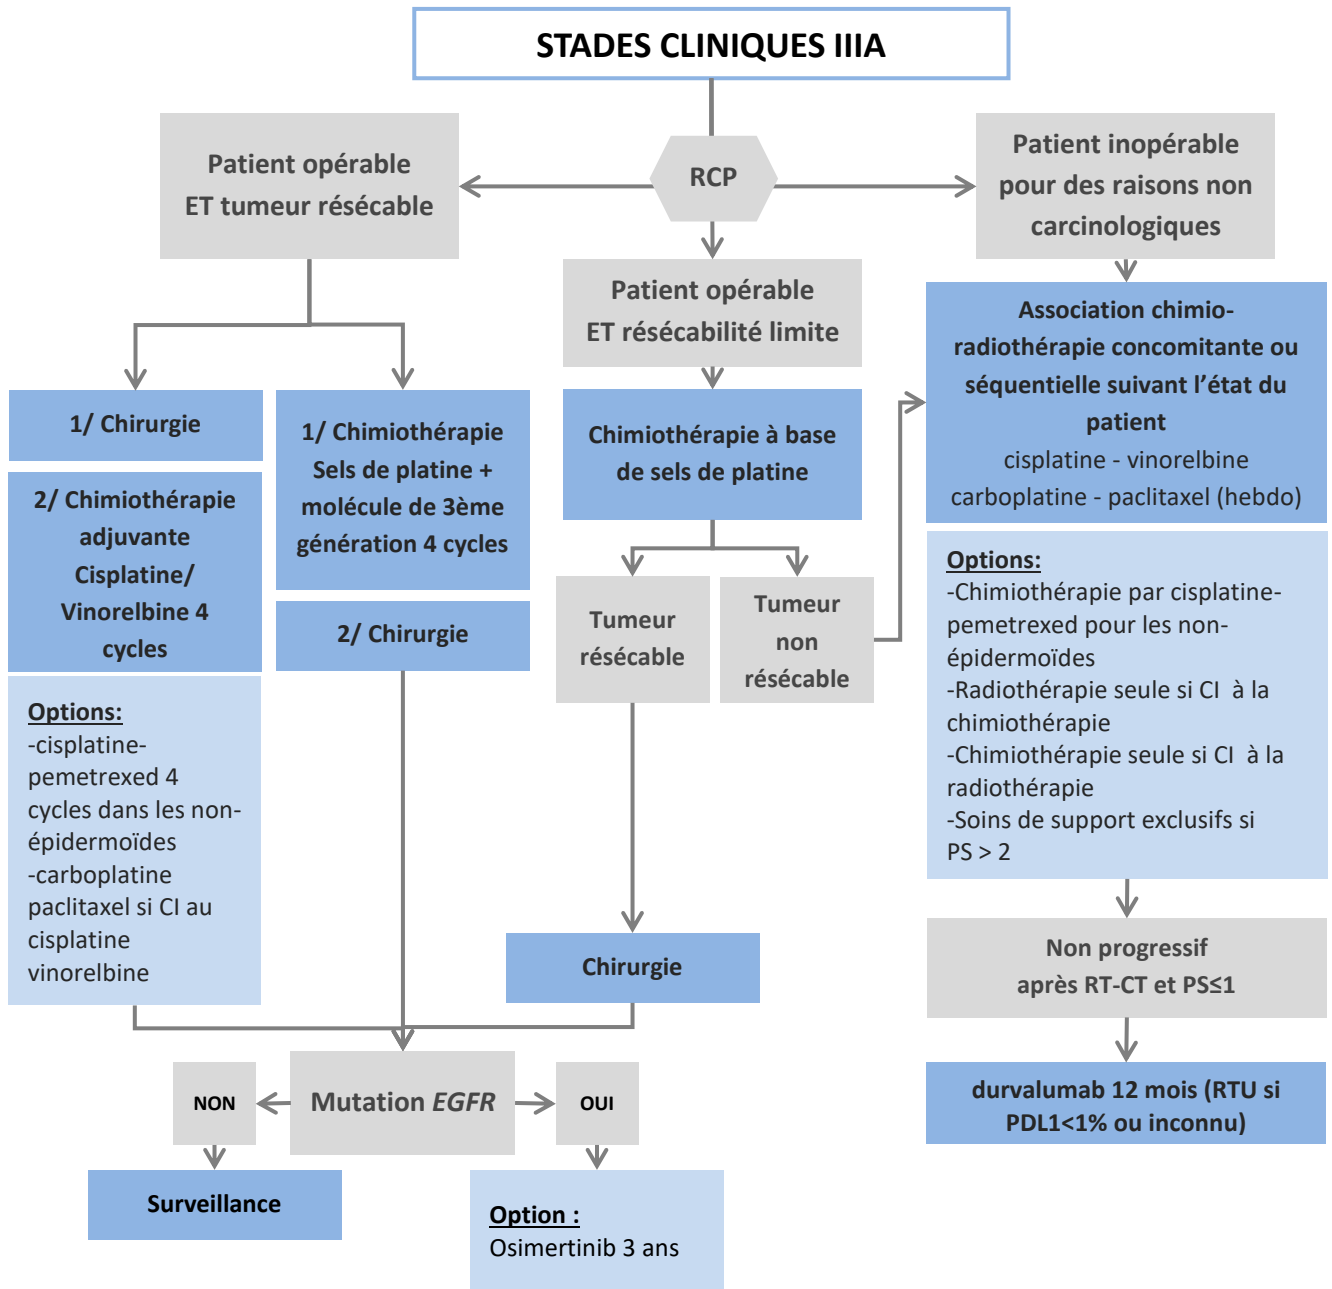 STADES CLINIQUES IIIA
RCP
Patient opérable
ET tumeur résécable
1/ Chirurgie
2/ Chimiothérapie
adjuvante
Cisplatine/
Vinorelbine 4
cycles
Options:
-cisplatine-
pemetrexed 4
cycles dans les non-
épidermoïdes
-carboplatine
paclitaxel si CI au
cisplatine
vinorelbine
1/ Chimiothérapie
Sels de platine +
molécule de 3ème
génération 4 cycles
2/ Chirurgie
Patient opérable
ET résécabilité limite
Chimiothérapie à base
de sels de platine
Tumeur
résécable
Tumeur
non
résécable
Chirurgie
Patient inopérable
pour des raisons non
carcinologiques
Association chimio-
radiothérapie concomitante ou
séquentielle suivant l’état du
patient
cisplatine - vinorelbine
carboplatine - paclitaxel (hebdo)
Options:
-Chimiothérapie par cisplatine-
pemetrexed pour les non-
épidermoïdes
-Radiothérapie seule si CI à la
chimiothérapie
-Chimiothérapie seule si CI à la
radiothérapie
-Soins de support exclusifs si
PS > 2
Non progressif
après RT-CT et PS≤1
durvalumab 12 mois (RTU si
PDL1<1% ou inconnu)
Mutation EGFR
NON
OUI
Surveillance
Option :
Osimertinib 3 ans